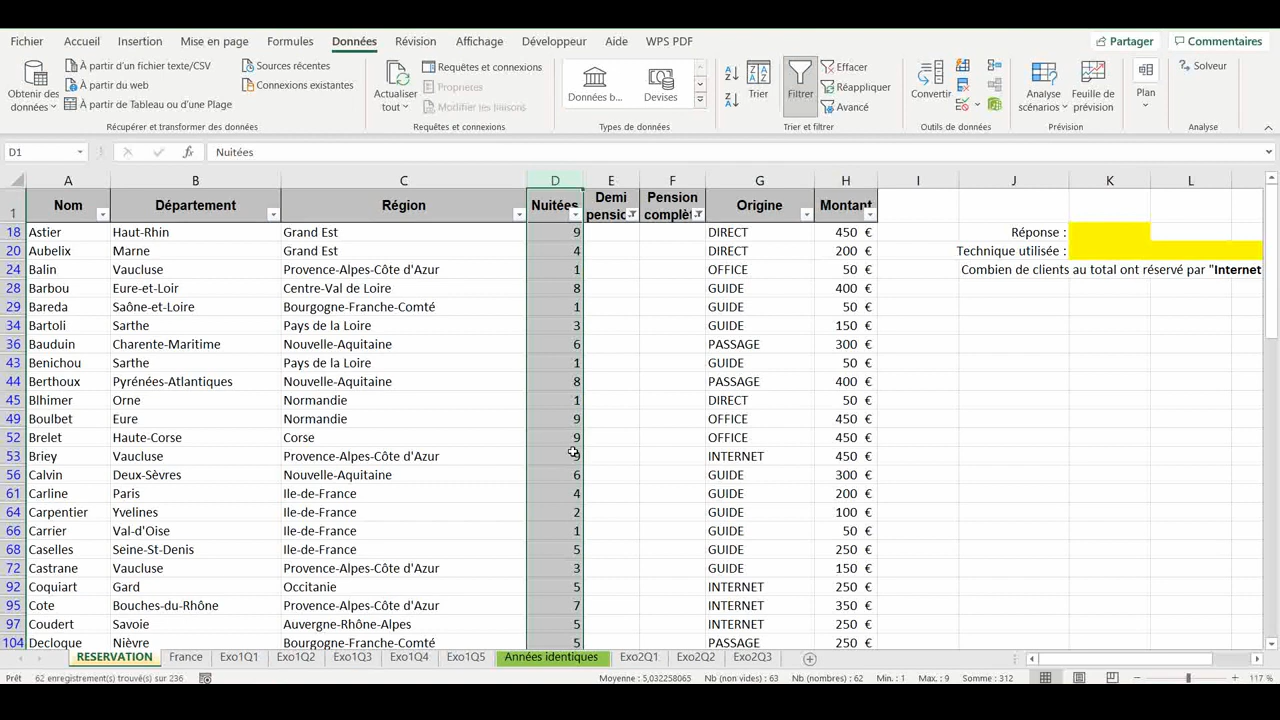 Fichier Accueil Insertion Mise en page Formules Données Révision Affichage Développeur Aide WPS PDF Partager Commentaires
Obtenir des données
À partir d'un fichier texte/CSV
À partir du web
À partir de Tableau ou d'une Plage
Sources récentes
Connexions existantes
Récupérer et transformer des données
Actualiser tout
Requêtes et connexions
Propriétés
Modifier les liaisons
Requêtes et connexions
Données b...
Devises
Types de données
Trier
Filtrer
Effacer
Réappliquer
Avancé
Trier et filtrer
Convertir
Outils de données
Analyse scénarios
Feuille de prévision
Prévision
Plan
Solveur
Analyse
D1 fx Nuitées
A B C D E F G H I J K L
1 Nom Département Région Nuitées Demi pensio Pension complèt Origine Montant
18 Astier Haut-Rhin Grand Est 9 DIRECT 450 € Réponse :
20 Aubelix Marne Grand Est 4 DIRECT 200 € Technique utilisée :
24 Balin Vaucluse Provence-Alpes-Côte d'Azur 1 OFFICE 50 € Combien de clients au total ont réservé par "Internet
28 Barbou Eure-et-Loir Centre-Val de Loire 8 GUIDE 400 €
29 Bareda Saône-et-Loire Bourgogne-Franche-Comté 1 GUIDE 50 €
34 Bartoli Sarthe Pays de la Loire 3 GUIDE 150 €
36 Bauduin Charente-Maritime Nouvelle-Aquitaine 6 PASSAGE 300 €
43 Benichou Sarthe Pays de la Loire 1 GUIDE 50 €
44 Berthoux Pyrénées-Atlantiques Nouvelle-Aquitaine 8 PASSAGE 400 €
45 Blhimer Orne Normandie 1 DIRECT 50 €
49 Boulbet Eure Normandie 9 OFFICE 450 €
52 Brelet Haute-Corse Corse 9 OFFICE 450 €
53 Briey Vaucluse Provence-Alpes-Côte d'Azur 9 INTERNET 450 €
56 Calvin Deux-Sèvres Nouvelle-Aquitaine 6 GUIDE 300 €
61 Carline Paris Ile-de-France 4 GUIDE 200 €
64 Carpentier Yvelines Ile-de-France 2 GUIDE 100 €
66 Carrier Val-d'Oise Ile-de-France 1 GUIDE 50 €
68 Caselles Seine-St-Denis Ile-de-France 5 GUIDE 250 €
72 Castrane Vaucluse Provence-Alpes-Côte d'Azur 3 GUIDE 150 €
92 Coquiart Gard Occitanie 5 INTERNET 250 €
95 Cote Bouches-du-Rhône Provence-Alpes-Côte d'Azur 7 INTERNET 350 €
97 Coudert Savoie Auvergne-Rhône-Alpes 5 INTERNET 250 €
104 Decloque Nièvre Bourgogne-Franche-Comté 5 PASSAGE 250 €
RESERVATION France Exo1Q1 Exo1Q2 Exo1Q3 Exo1Q4 Exo1Q5 Années identiques Exo2Q1 Exo2Q2 Exo2Q3
Prêt 62 enregistrement(s) trouvé(s) sur 236 Moyenne : 5,032258065 Nb (non vides) : 63 Nb (nombres) : 62 Min. : 1 Max. : 9 Somme : 312 117 %